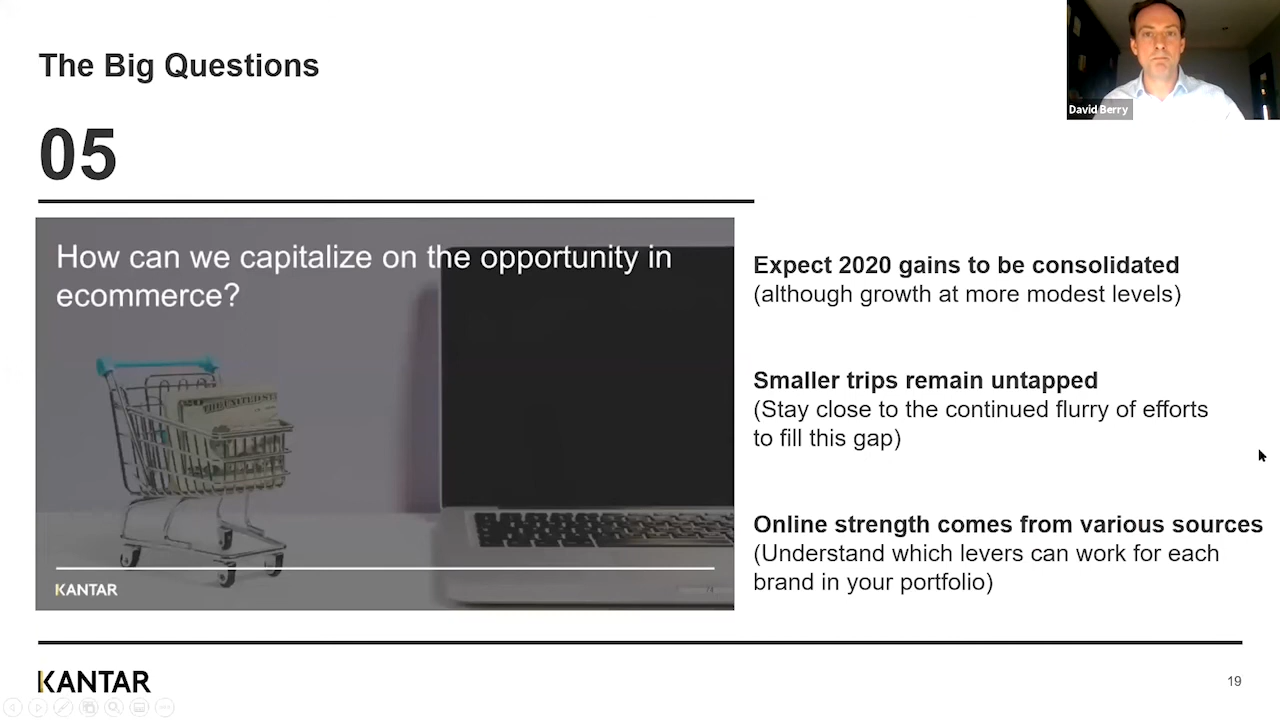 The Big Questions
David Berry
05
How can we capitalize on the opportunity in
ecommerce?
THE UNITED ST
KANTAR
Expect 2020 gains to be consolidated
(although growth at more modest levels)
Smaller trips remain untapped
(Stay close to the continued flurry of efforts
to fill this gap)
Online strength comes from various sources
(Understand which levers can work for each
brand in your portfolio)
KANTAR
19